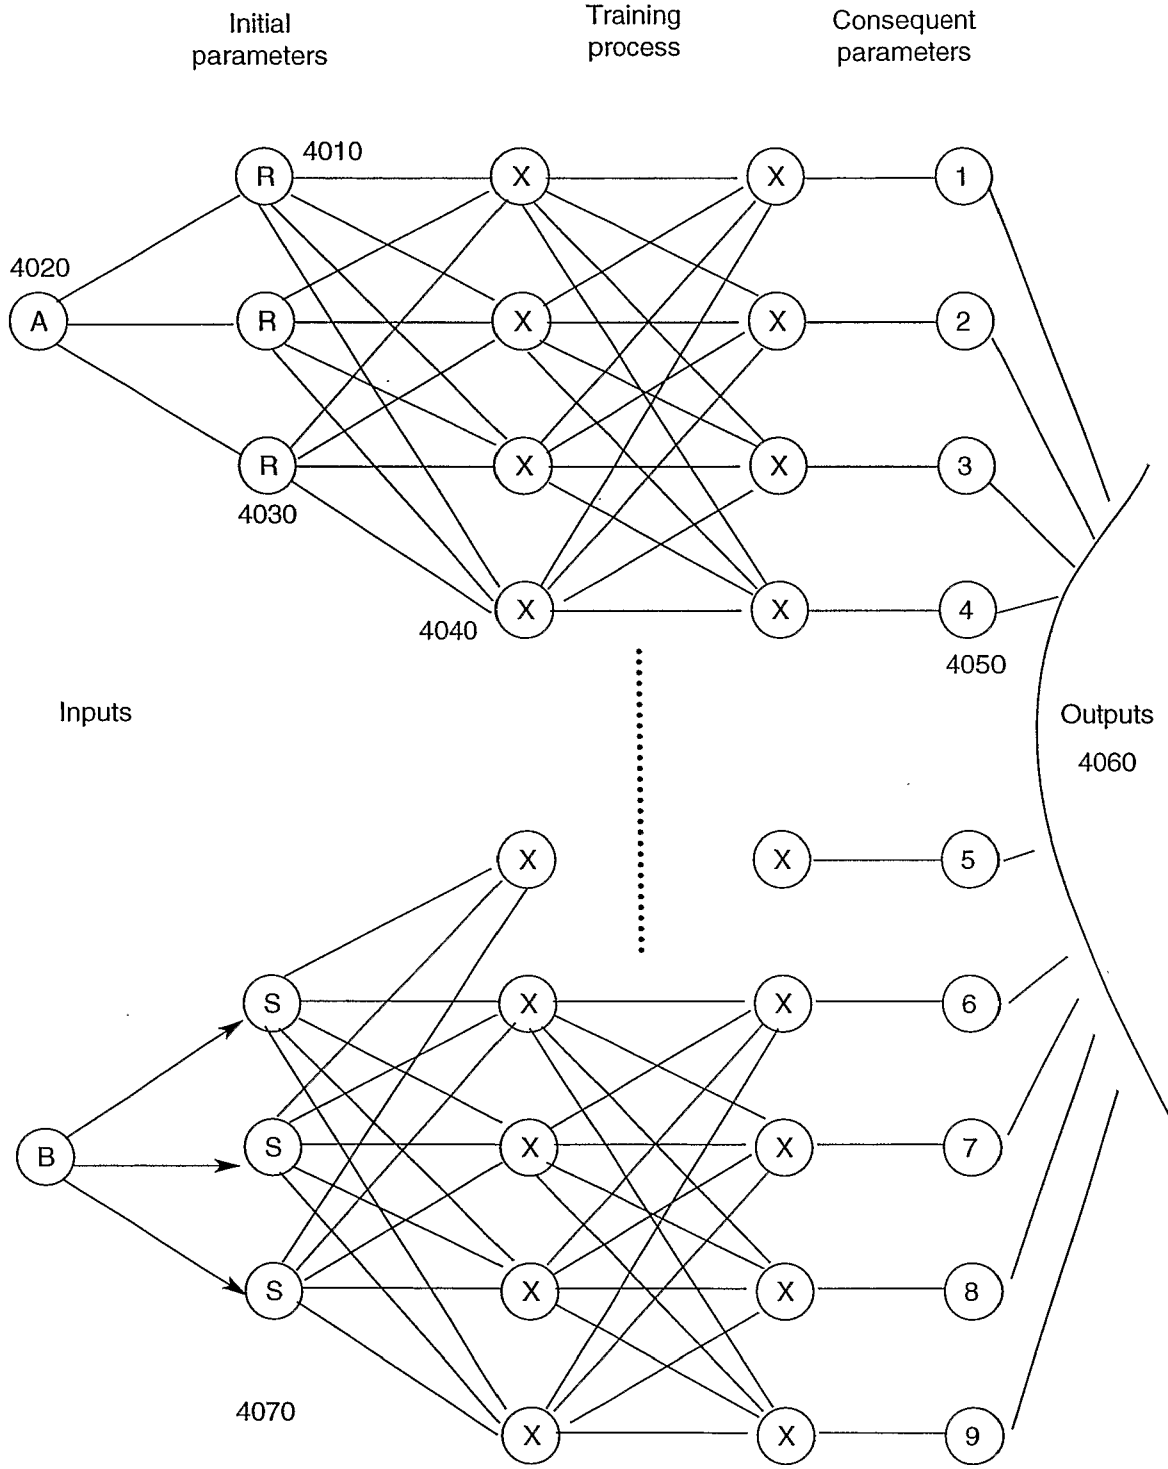 Initial
parameters
Training
process
Consequent
parameters
4010
R X X 1
4020
A R X X 2
R X X 3
4030
X X 4
4040
4050
Inputs
Outputs
4060
X X 5
S X X 6
B S X X 7
S X X 8
4070
X X 9